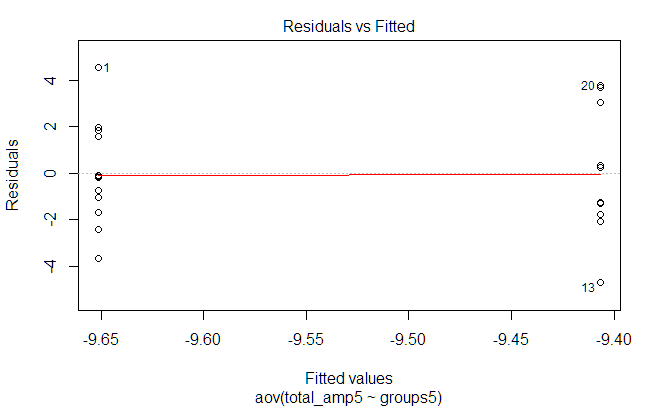 Residuals vs Fitted
Residuals
4
2
0
-2
-4
1
20
13
-9.65 -9.60 -9.55 -9.50 -9.45 -9.40
Fitted values
aov(total_amp5 ~ groups5)